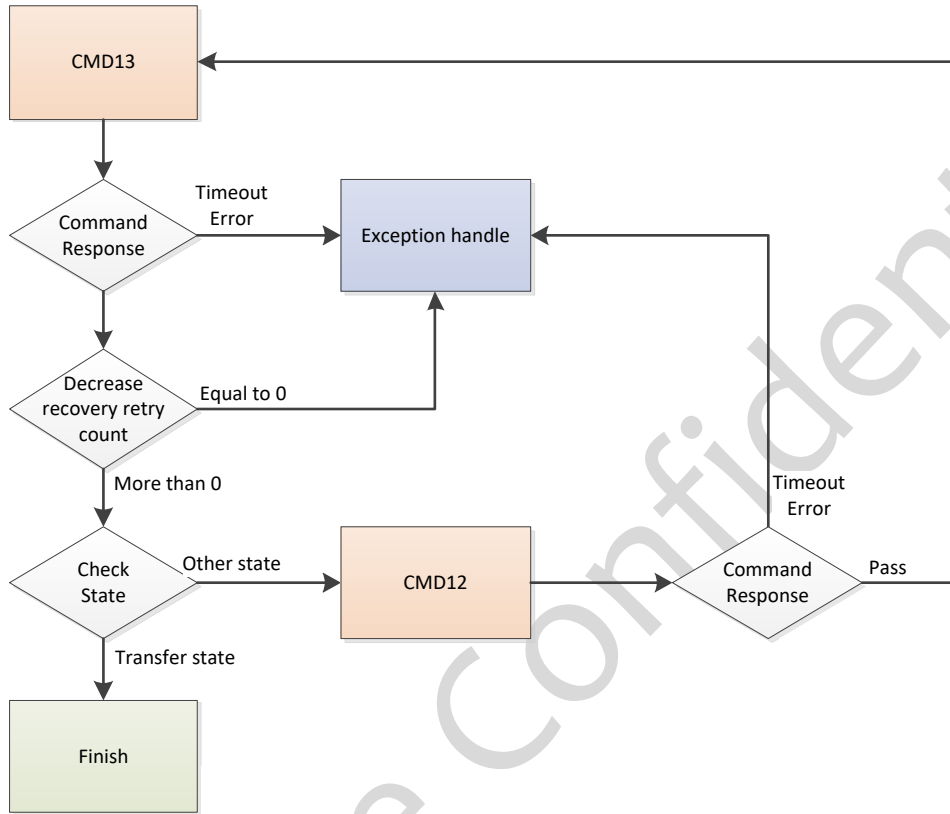 CMD13
Timeout
Error
Command
Response
Exception handle
Decrease
recovery retry
count
Equal to 0
More than 0
Timeout
Error
Check
State
Other state
CMD12
Command
Response
Pass
Transfer state
Finish